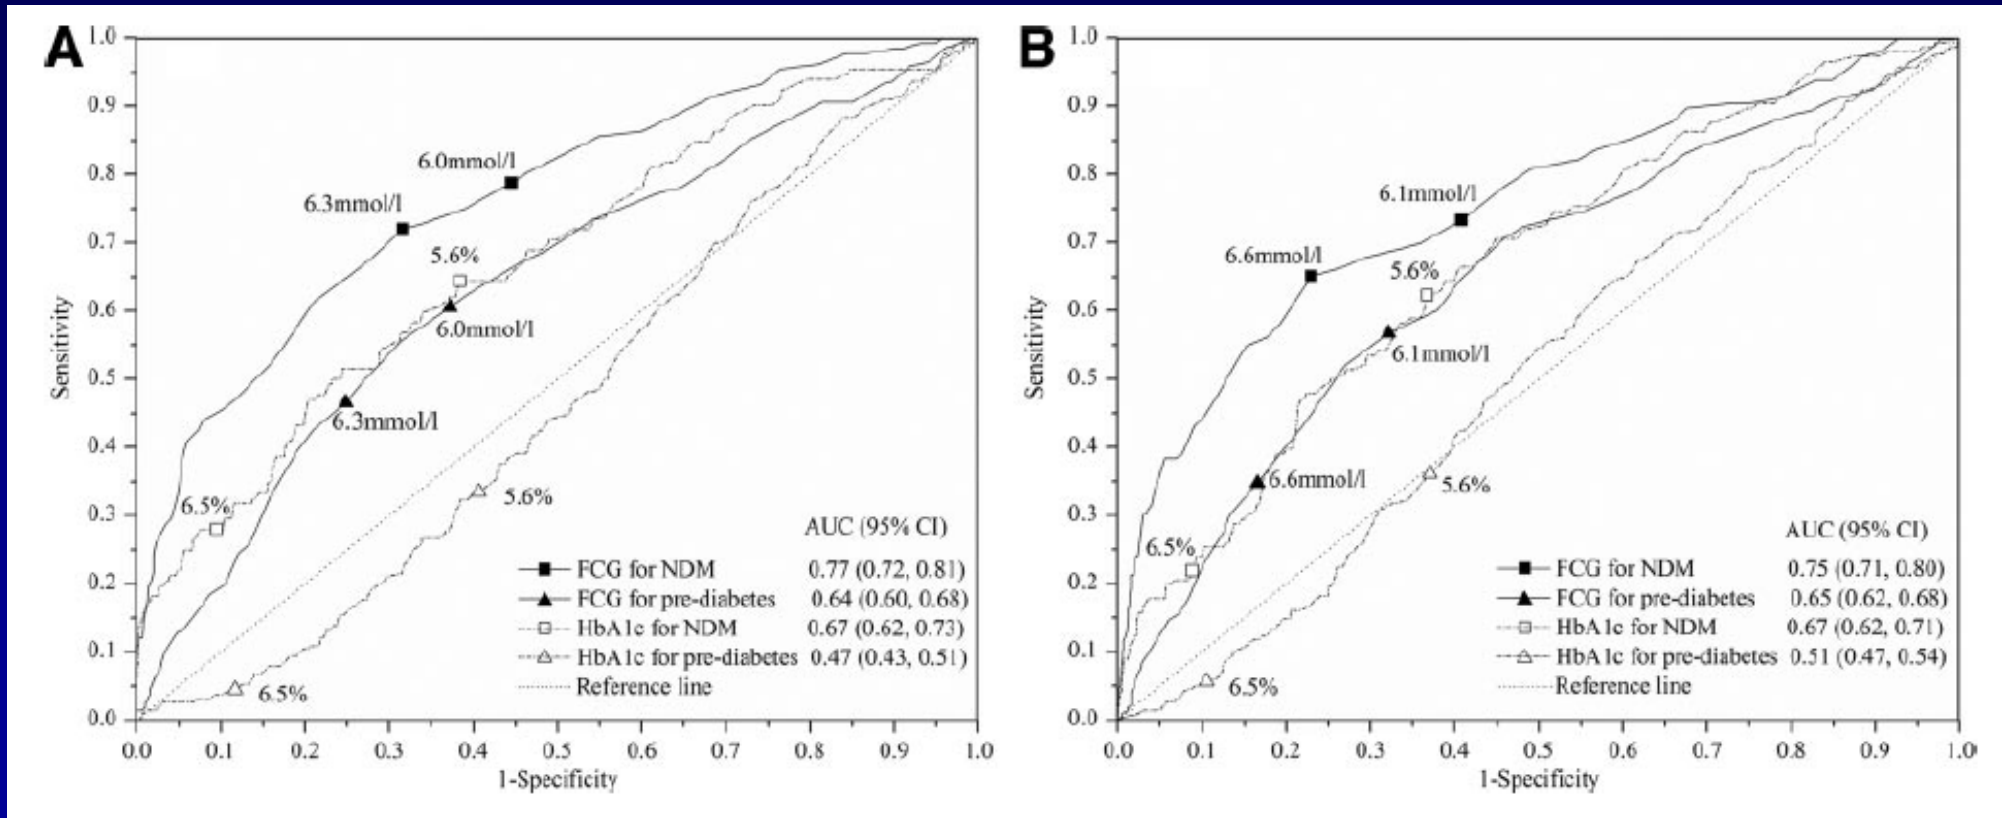 A
1.0
0.9
0.8
0.7
0.6
0.5
0.4
0.3
0.2
0.1
0.0
Sensitivity
6.0mmol/l
6.3mmol/l
5.6%
6.0mmol/l
6.3mmol/l
6.5%
5.6%
6.5%
AUC (95% CI)
FCG for NDM 0.77 (0.72, 0.81)
FCG for pre-diabetes 0.64 (0.60, 0.68)
HbA1c for NDM 0.67 (0.62, 0.73)
HbA1c for pre-diabetes 0.47 (0.43, 0.51)
Reference line
0.0 0.1 0.2 0.3 0.4 0.5 0.6 0.7 0.8 0.9 1.0
1-Specificity
B
1.0
0.9
0.8
0.7
0.6
0.5
0.4
0.3
0.2
0.1
0.0
Sensitivity
6.1mmol/l
6.6mmol/l
5.6%
6.1mmol/l
6.6mmol/l
5.6%
6.5%
6.5%
AUC (95% CI)
FCG for NDM 0.75 (0.71, 0.80)
FCG for pre-diabetes 0.65 (0.62, 0.68)
HbA1c for NDM 0.67 (0.62, 0.71)
HbA1c for pre-diabetes 0.51 (0.47, 0.54)
Reference line
0.0 0.1 0.2 0.3 0.4 0.5 0.6 0.7 0.8 0.9 1.0
1-Specificity